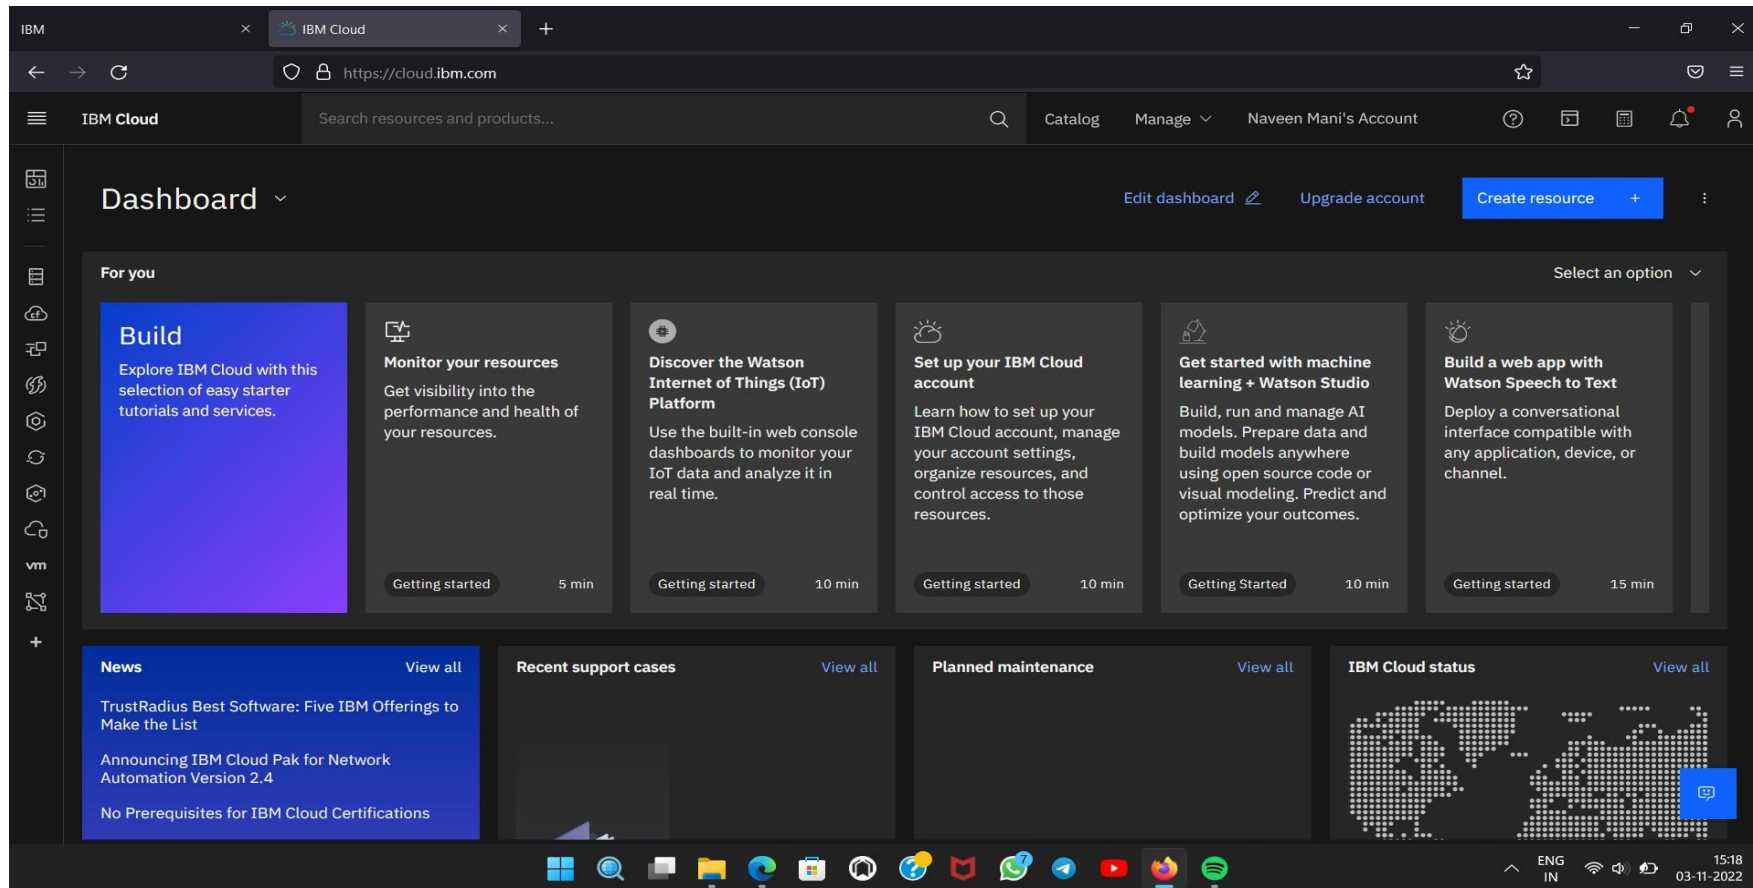 IBM
IBM Cloud
https://cloud.ibm.com
IBM Cloud
Search resources and products...
Catalog
Manage
Naveen Mani's Account
Dashboard
Edit dashboard
Upgrade account
Create resource +
For you
Select an option
Build
Explore IBM Cloud with this
selection of easy starter
tutorials and services.
Monitor your resources
Get visibility into the
performance and health of
your resources.
Getting started 5 min
Discover the Watson
Internet of Things (IoT)
Platform
Use the built-in web console
dashboards to monitor your
IoT data and analyze it in
real time.
Getting started 10 min
Set up your IBM Cloud
account
Learn how to set up your
IBM Cloud account, manage
your account settings,
organize resources, and
control access to those
resources.
Getting started 10 min
Get started with machine
learning + Watson Studio
Build, run and manage AI
models. Prepare data and
build models anywhere
using open source code or
visual modeling. Predict and
optimize your outcomes.
Getting Started 10 min
Build a web app with
Watson Speech to Text
Deploy a conversational
interface compatible with
any application, device, or
channel.
Getting started 15 min
vm
News View all
TrustRadius Best Software: Five IBM Offerings to
Make the List
Announcing IBM Cloud Pak for Network
Automation Version 2.4
No Prerequisites for IBM Cloud Certifications
Recent support cases View all
Planned maintenance View all
IBM Cloud status View all
7
ENG
IN
15:18
03-11-2022